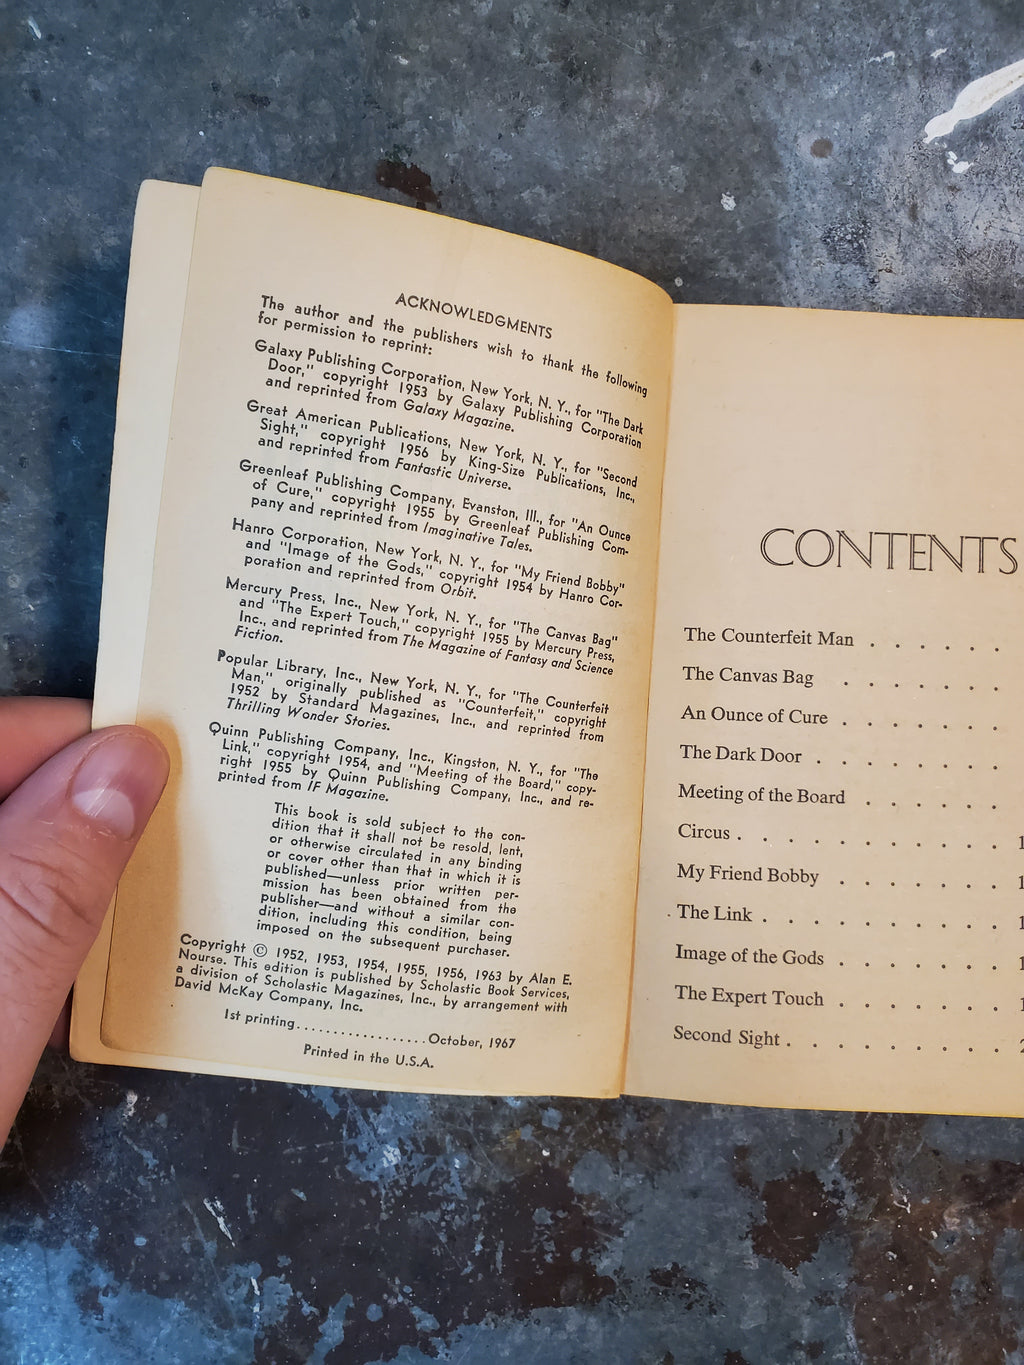 ACKNOWLEDGMENTS
The author and the publishers wish to thank the following
for permission to reprint:
Galaxy Publishing Corporation, New York, N. Y., for "The Dark
Door," copyright 1953 by Galaxy Publishing Corporation
and reprinted from Galaxy Magazine.
Great American Publications, New York, N. Y., for "Second
Sight," copyright 1956 by King-Size Publications, Inc.,
and reprinted from Fantastic Universe.
Greenleaf Publishing Company, Evanston, Ill., for "An Ounce
of Cure," copyright 1955 by Greenleaf Publishing Com-
pany and reprinted from Imaginative Tales.
Hanro Corporation, New York, N. Y., for "My Friend Bobby"
and "Image of the Gods," copyright 1954 by Hanro Cor-
poration and reprinted from Orbit.
Mercury Press, Inc., New York, N. Y., for "The Canvas Bag"
and "The Expert Touch," copyright 1955 by Mercury Press,
Inc., and reprinted from The Magazine of Fantasy and Science
Fiction.
Popular Library, Inc., New York, N. Y., for "The Counterfeit
Man," originally published as "Counterfeit," copyright
1952 by Standard Magazines, Inc., and reprinted from
Thrilling Wonder Stories.
Quinn Publishing Company, Inc., Kingston, N. Y., for "The
Link," copyright 1954, and "Meeting of the Board," copy-
right 1955 by Quinn Publishing Company, Inc., and re-
printed from IF Magazine.
This book is sold subject to the con-
dition that it shall not be resold, lent,
or otherwise circulated in any binding
or cover other than that in which it is
published—unless prior written per-
mission has been obtained from the
publisher—and without a similar con-
dition, including this condition, being
imposed on the subsequent purchaser.
Copyright © 1952, 1953, 1954, 1955, 1956, 1963 by Alan E.
Nourse. This edition is published by Scholastic Book Services,
a division of Scholastic Magazines, Inc., by arrangement with
David McKay Company, Inc.
1st printing..................October, 1967
Printed in the U.S.A.
CONTENTS
The Counterfeit Man . . . . . .
The Canvas Bag . . . . . . .
An Ounce of Cure . . . . . . .
The Dark Door . . . . . . . .
Meeting of the Board . . . . . .
Circus . . . . . . . . . . . 1
My Friend Bobby . . . . . . . 1
The Link . . . . . . . . . . 1
Image of the Gods . . . . . . . 1
The Expert Touch . . . . . . . 1
Second Sight . . . . . . . . . 2